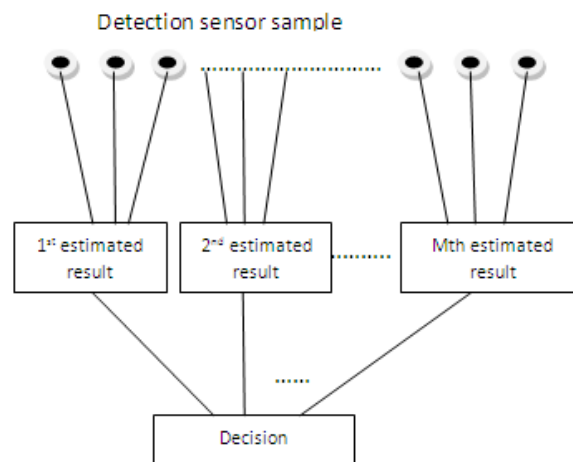 Detection sensor sample
1st estimated
result
2nd estimated
result
Mth estimated
result
Decision